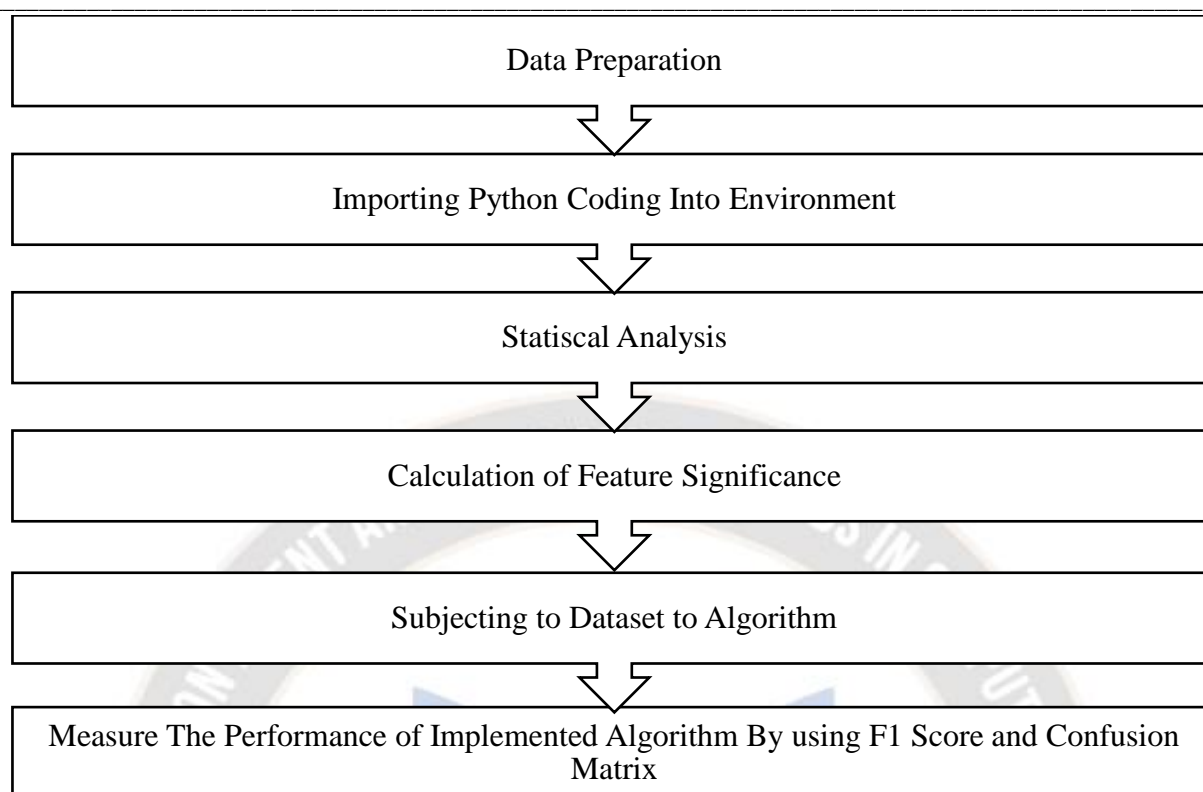 Data Preparation
Importing Python Coding Into Environment
Statiscal Analysis
Calculation of Feature Significance
Subjecting to Dataset to Algorithm
Measure The Performance of Implemented Algorithm By using F1 Score and Confusion
Matrix